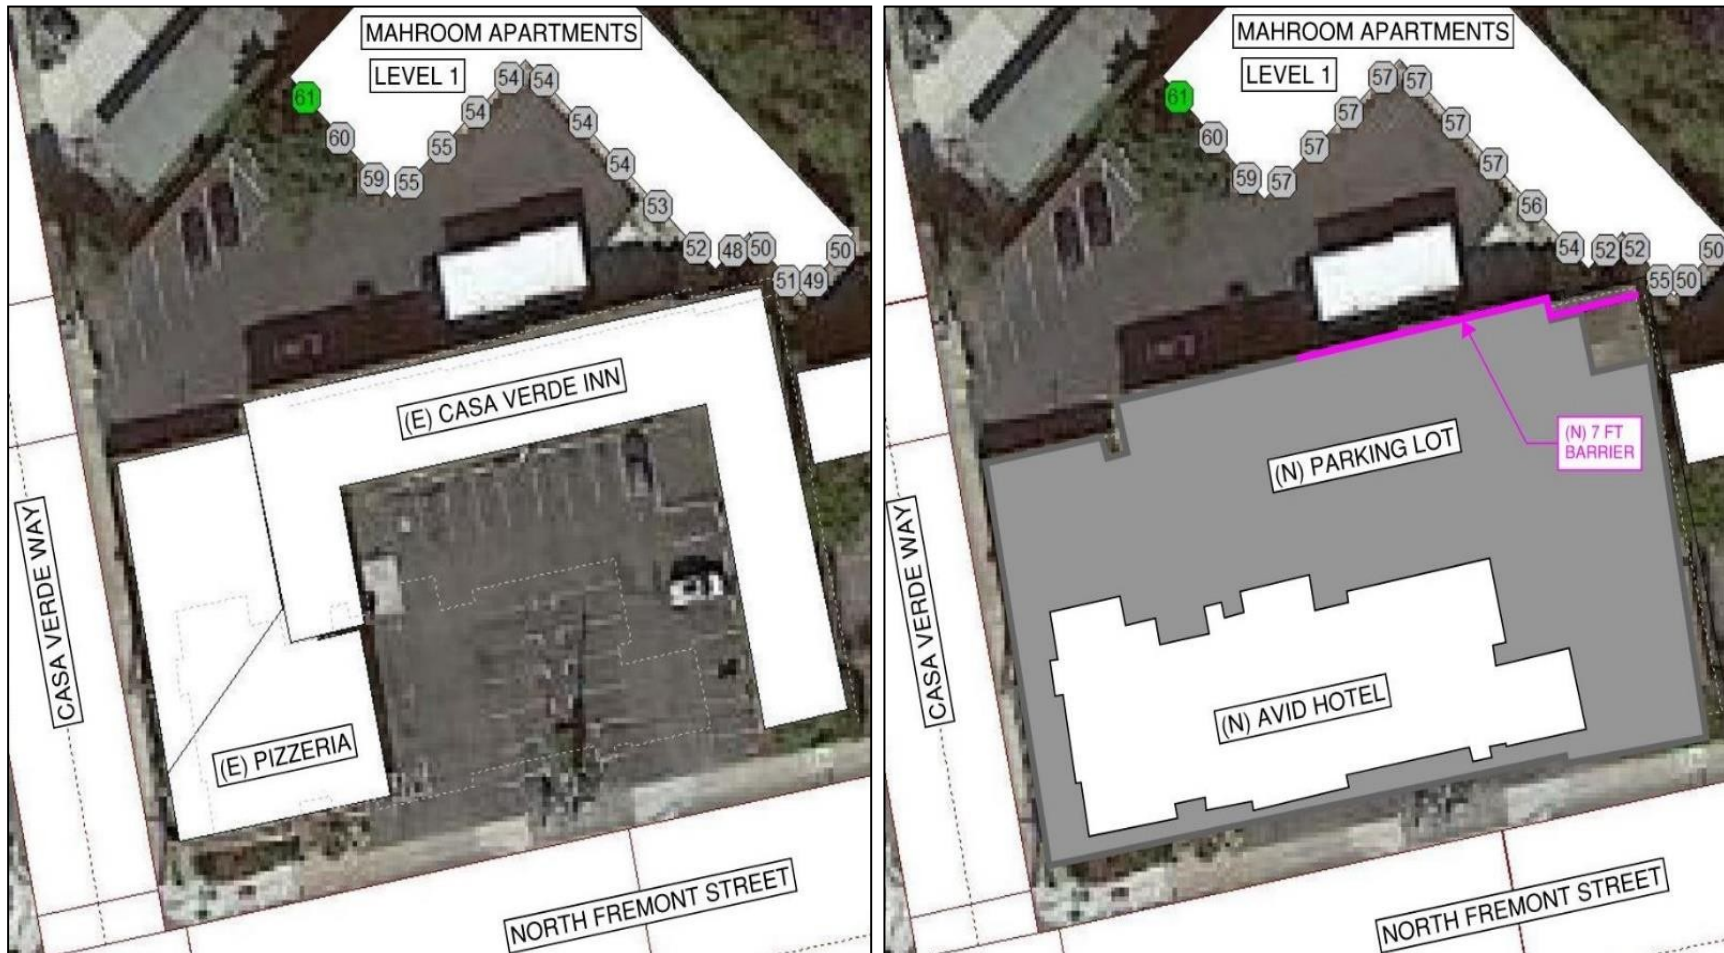 MAHROOM APARTMENTS
LEVEL 1
61
60
59
55
55
54
54
54
54
54
53
52
48
50
51
49
50
(E) CASA VERDE INN
(E) PIZZERIA
CASA VERDE WAY
NORTH FREMONT STREET
MAHROOM APARTMENTS
LEVEL 1
61
60
59
57
57
57
57
57
57
57
56
54
52
52
55
50
50
(N) 7 FT
BARRIER
(N) PARKING LOT
(N) AVID HOTEL
CASA VERDE WAY
NORTH FREMONT STREET